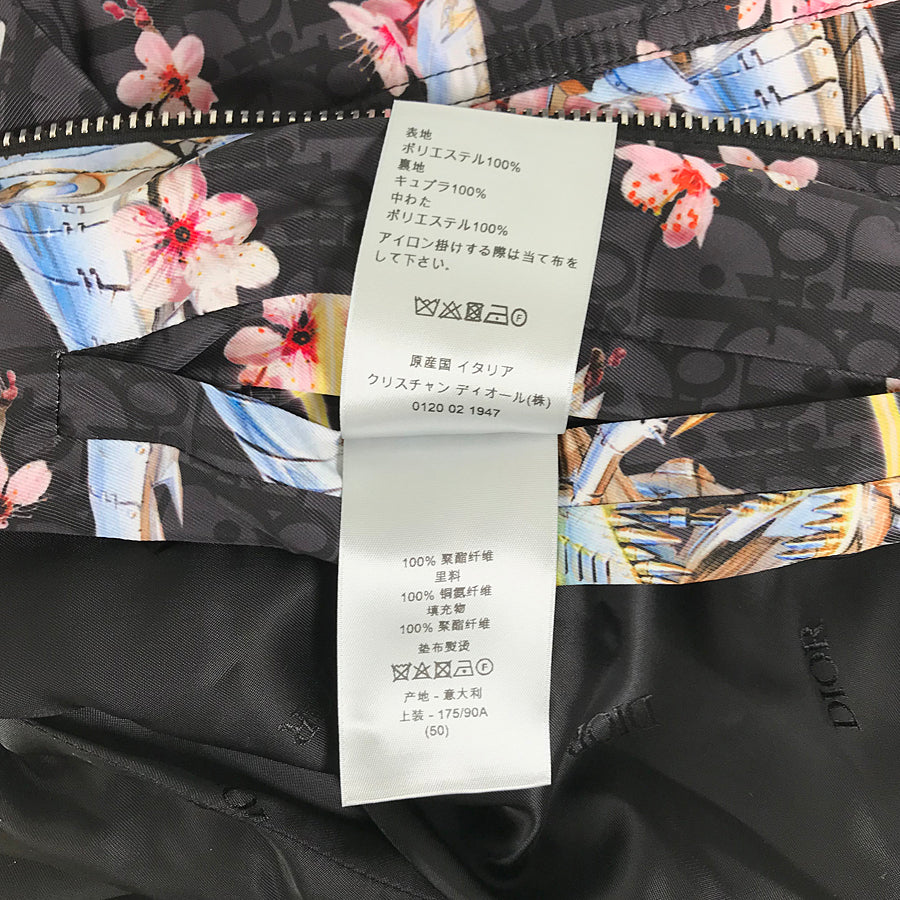 表地
ポリエステル100%
裏地
キュプラ100%
中わた
ポリエステル100%
アイロン掛けする際は当て布を
して下さい。
F
原産国 イタリア
クリスチャン ディオール(株)
0120 02 1947
100% 聚酯纤维
里料
100% 铜氨纤维
填充物
100% 聚酯纤维
垫布熨烫
F
产地 - 意大利
上装 - 175/90A
(50)
DIOR
DIOR